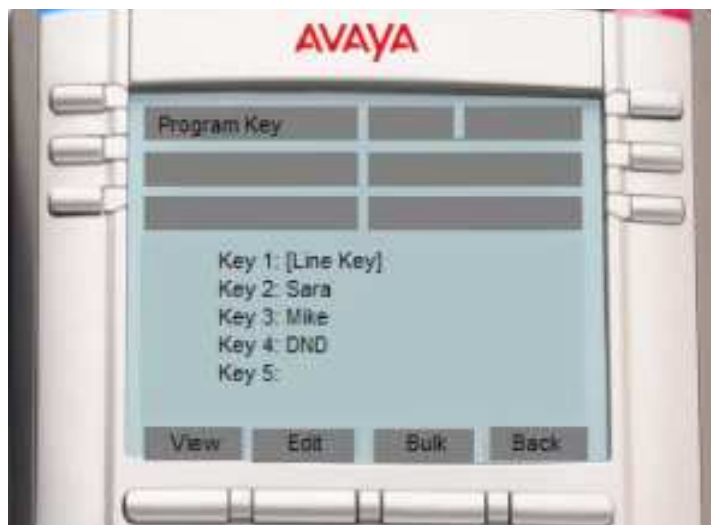 AVAYA
Program Key
Key 1: [Line Key]
Key 2: Sara
Key 3: Mike
Key 4: DND
Key 5:
View Edit Bulk Back